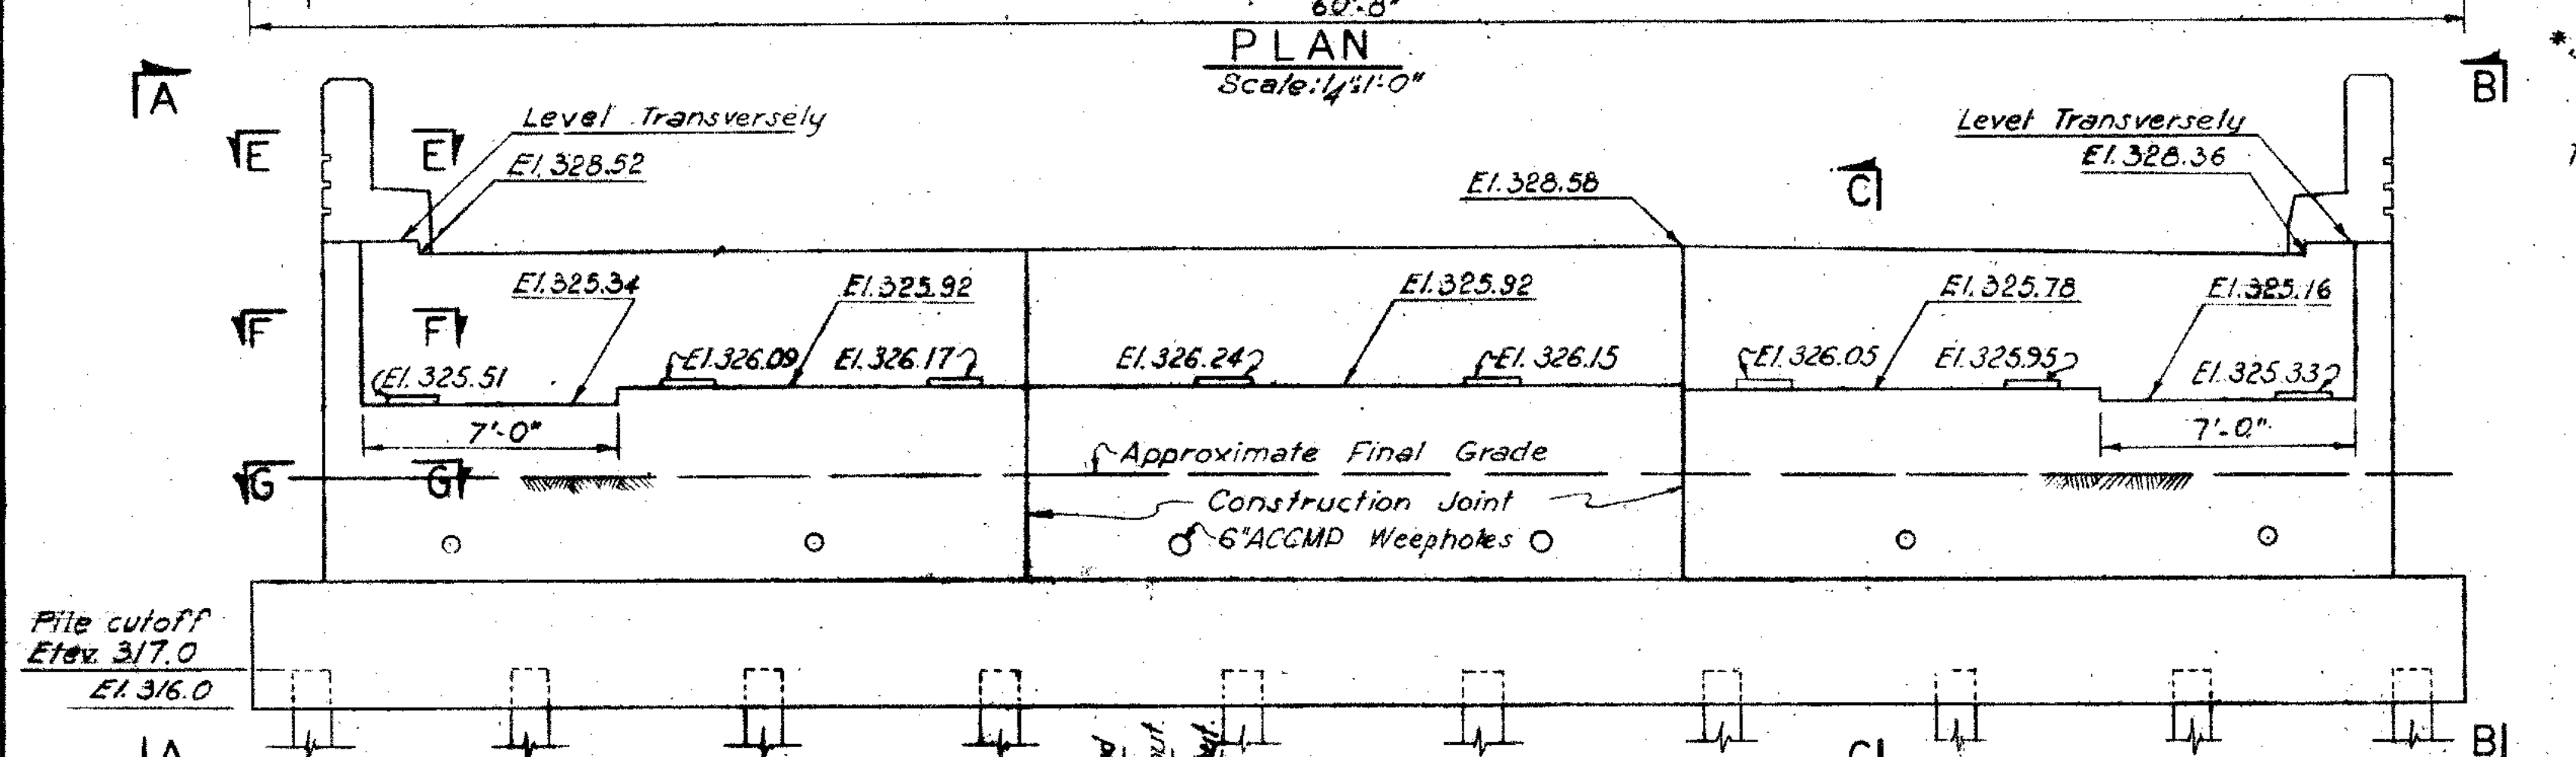 60'-8"
PLAN
Scale: 1/4"=1'-0"
A
B
E
E
Level Transversely
El. 328.52
El. 328.58
C
Level Transversely
El. 328.36
F
F
El. 325.34
El. 325.92
El. 325.92
El. 325.78
El. 325.16
El. 325.51
El. 326.09
El. 326.17
El. 326.24
El. 326.15
El. 326.05
El. 325.95
El. 325.33
7'-0"
7'-0"
G
G
Approximate Final Grade
Construction Joint
6" ACCMP Weepholes
Pile cutoff
Elev. 317.0
El. 316.0
A
C
B